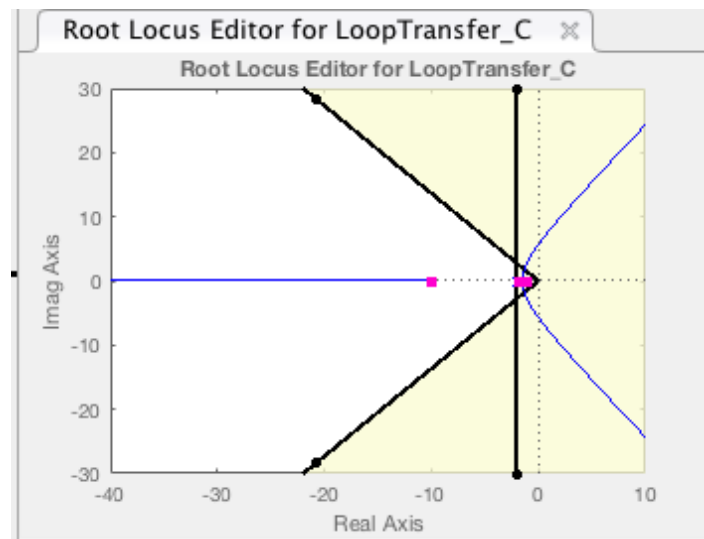 Root Locus Editor for LoopTransfer_C ×
Root Locus Editor for LoopTransfer_C
Imag Axis
30
20
10
0
-10
-20
-30
-40 -30 -20 -10 0 10
Real Axis